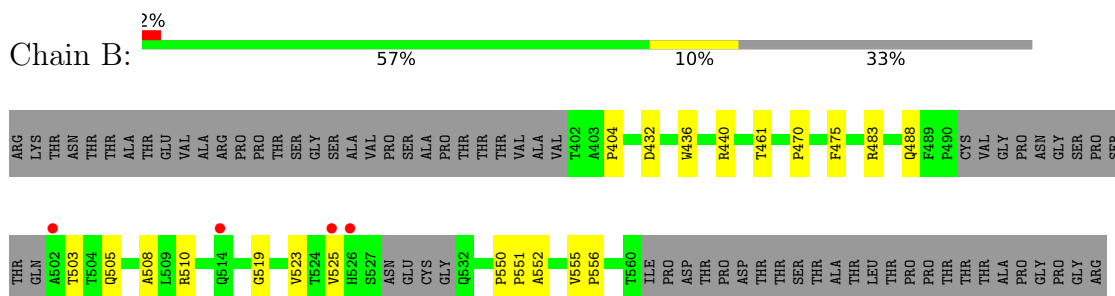 2%
Chain B:
57% 10% 33%
ARG LYS THR ASN THR THR ALA THR GLU VAL ALA ARG PRO PRO THR SER GLY SER ALA VAL PRO SER ALA PRO THR THR THR VAL ALA VAL T402 A403 P404 D432 W436 R440 T461 P470 F475 R483 Q488 F489 P490 CYS VAL GLY PRO ASN GLY SER PRO SER
THR GLN A502 T503 T504 Q505 A508 L509 R510 Q514 G519 V523 T524 V525 H526 S527 ASN GLU CYS GLY Q532 P550 P551 A552 V555 P556 T560 ILE PRO ASP THR PRO ASP THR THR SER THR ALA THR LEU THR PRO PRO THR THR THR ALA PRO GLY PRO GLY ARG